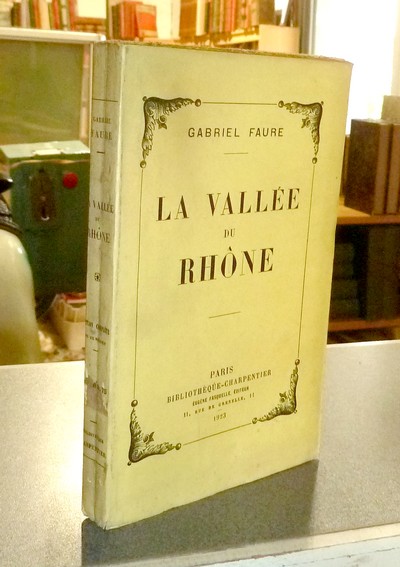 GABRIEL FAURE
LA VALLÉE
DU
RHÔNE
PARIS
BIBLIOTHÈQUE-CHARPENTIER
EUGÈNE FASQUELLE, ÉDITEUR
11, RUE DE GRENELLE, 11
1923
GABRIEL
FAURE
LA VALLÉE
DU
RHÔNE